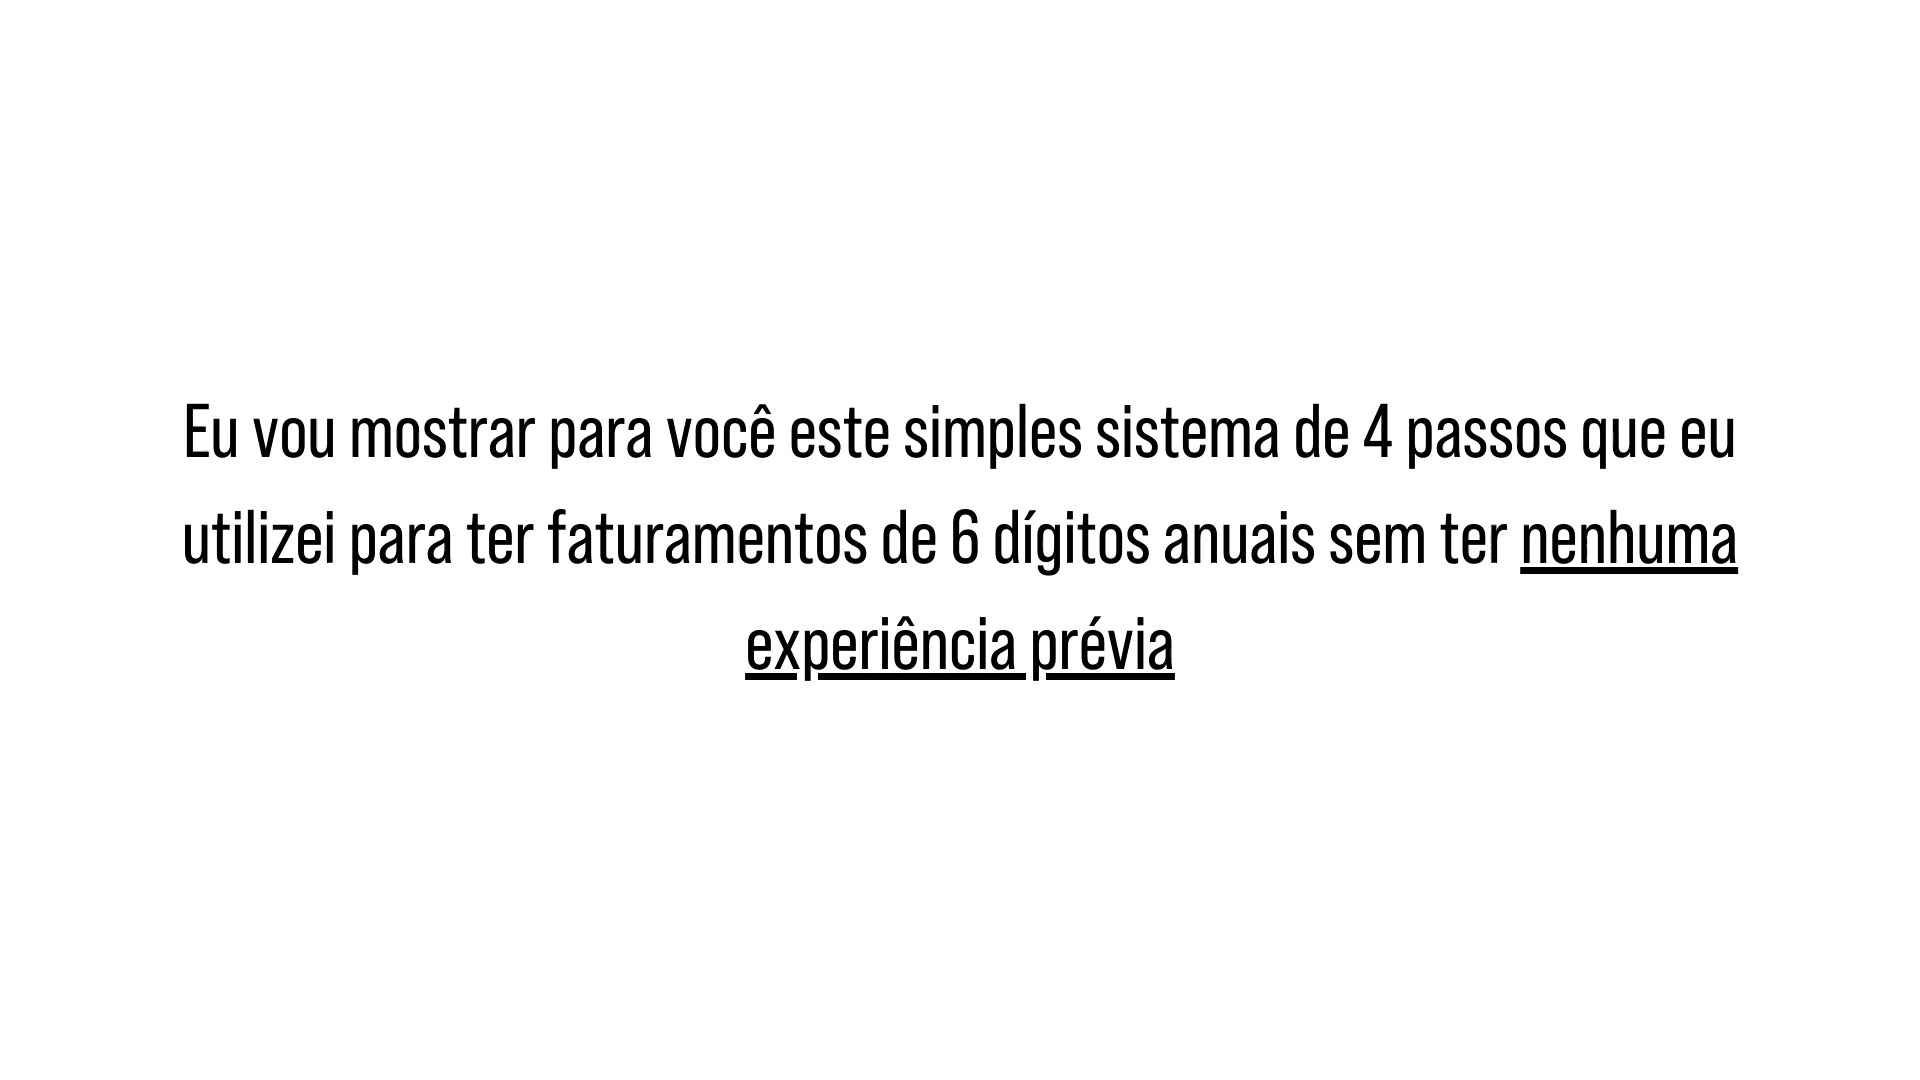 Eu vou mostrar para você este simples sistema de 4 passos que eu
utilizei para ter faturamentos de 6 dígitos anuais sem ter nenhuma
experiência prévia